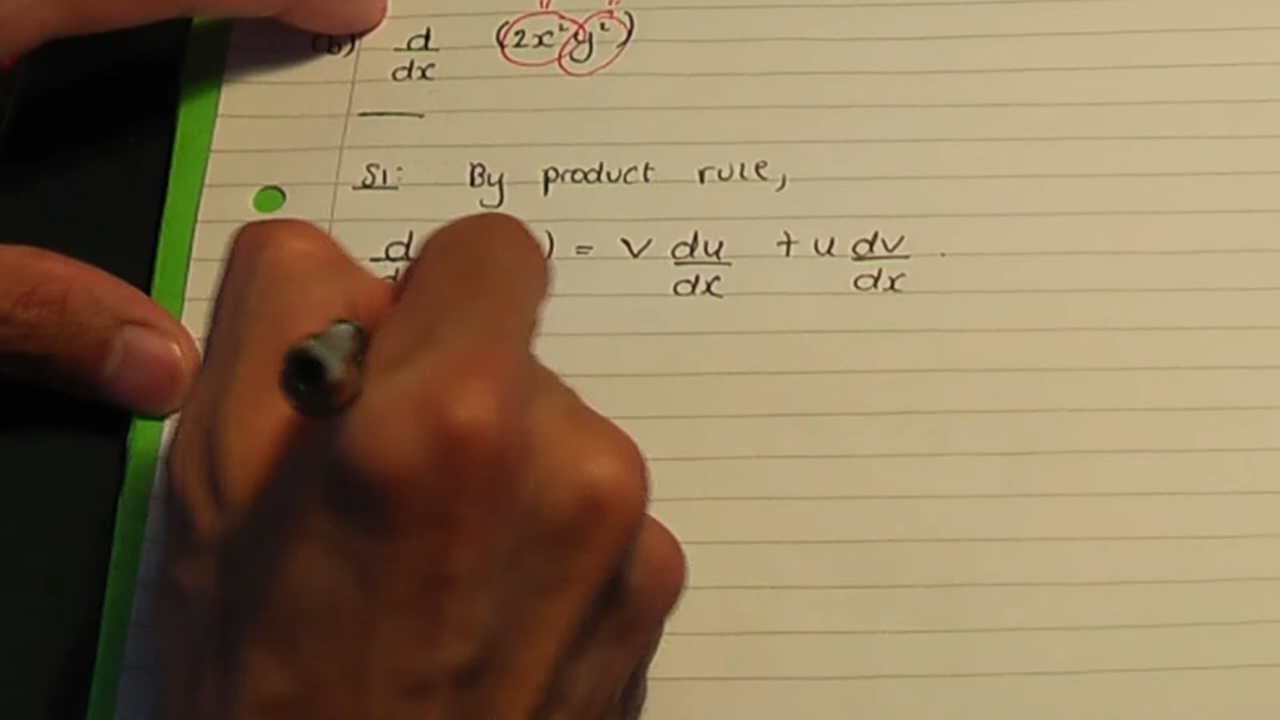 (b) d/dx (2x²y²)
S1: By product rule,
d ) = v du/dx + u dv/dx .